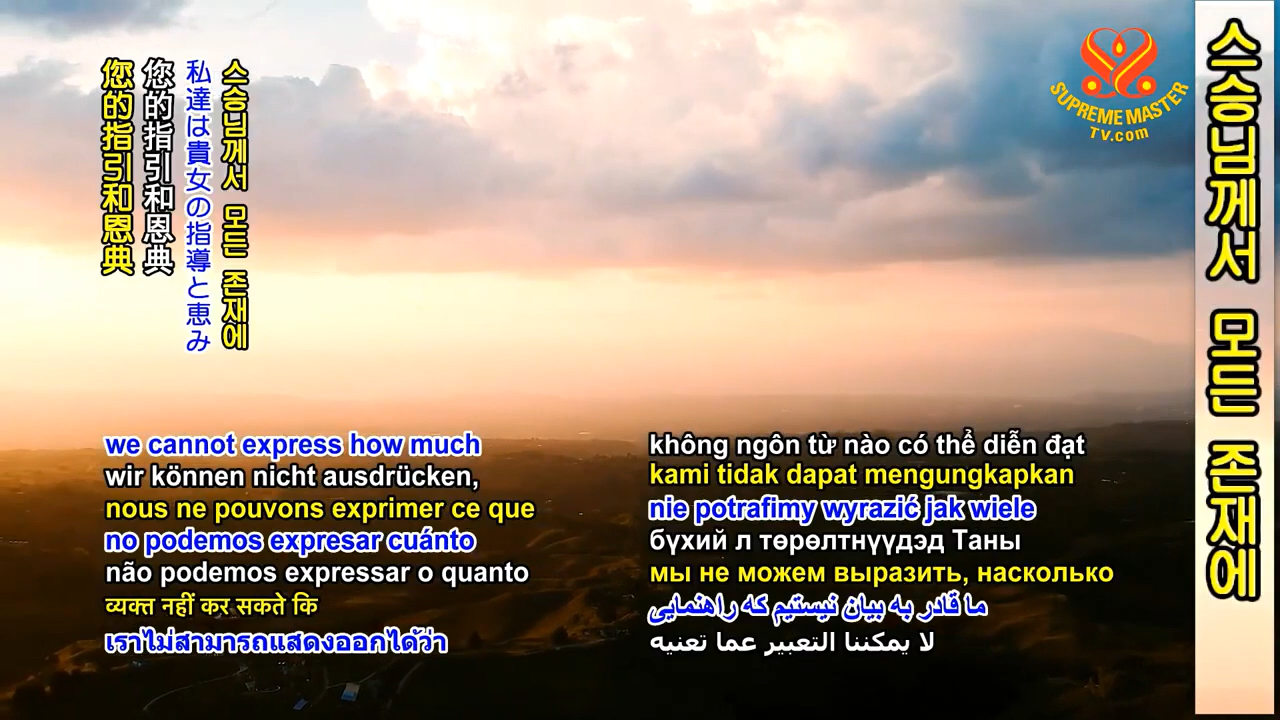 您的指引和恩典
您的指引和恩典
私達は貴女の指導と恵み
스승님께서 모든 존재에
SUPREME MASTER
TV.com
스승님께서 모든 존재에
we cannot express how much
wir können nicht ausdrücken,
nous ne pouvons exprimer ce que
no podemos expresar cuánto
não podemos expressar o quanto
व्यक्त नहीं कर सकते कि
เราไม่สามารถแสดงออกได้ว่า
không ngôn từ nào có thể diễn đạt
kami tidak dapat mengungkapkan
nie potrafimy wyrazić jak wiele
бүхий л төрөлтнүүдэд Таны
мы не можем выразить, насколько
ما قادر به بیان نیستیم که راهنمایی
لا يمكننا التعبير عما تعنيه